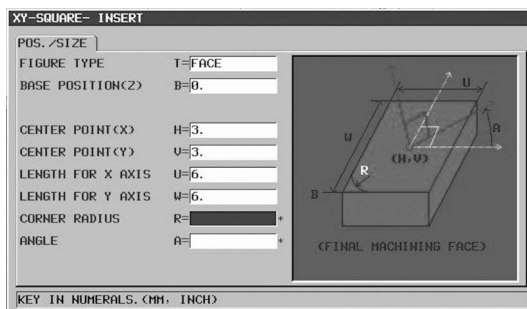 XY-SQUARE- INSERT
POS./SIZE
FIGURE TYPE T=FACE
BASE POSITION(Z) B=0.
CENTER POINT(X) H=3.
CENTER POINT(Y) V=3.
LENGTH FOR X AXIS U=6.
LENGTH FOR Y AXIS W=6.
CORNER RADIUS R= *
ANGLE A= *
U
W
A
(H,V)
R
B
(FINAL MACHINING FACE)
KEY IN NUMERALS.(MM, INCH)